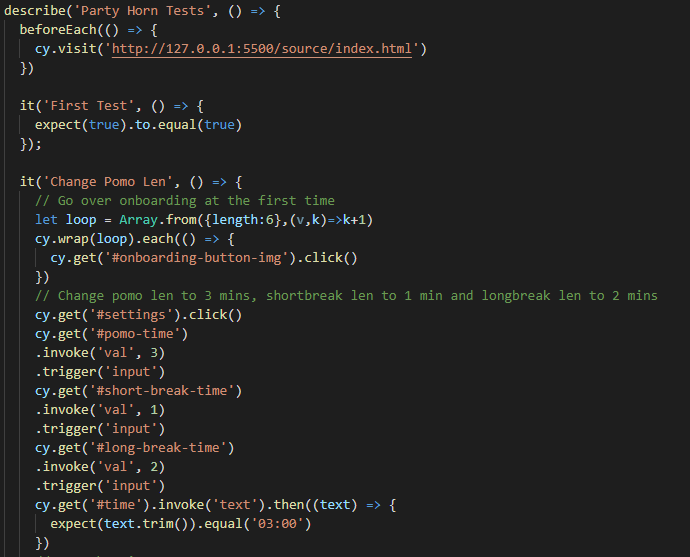 describe('Party Horn Tests', () => {
  beforeEach(() => {
    cy.visit('http://127.0.0.1:5500/source/index.html')
  })

  it('First Test', () => {
    expect(true).to.equal(true)
  });

  it('Change Pomo Len', () => {
    // Go over onboarding at the first time
    let loop = Array.from({length:6},(v,k)=>k+1)
    cy.wrap(loop).each(() => {
      cy.get('#onboarding-button-img').click()
    })
    // Change pomo len to 3 mins, shortbreak len to 1 min and longbreak len to 2 mins
    cy.get('#settings').click()
    cy.get('#pomo-time')
    .invoke('val', 3)
    .trigger('input')
    cy.get('#short-break-time')
    .invoke('val', 1)
    .trigger('input')
    cy.get('#long-break-time')
    .invoke('val', 2)
    .trigger('input')
    cy.get('#time').invoke('text').then((text) => {
      expect(text.trim()).equal('03:00')
    })